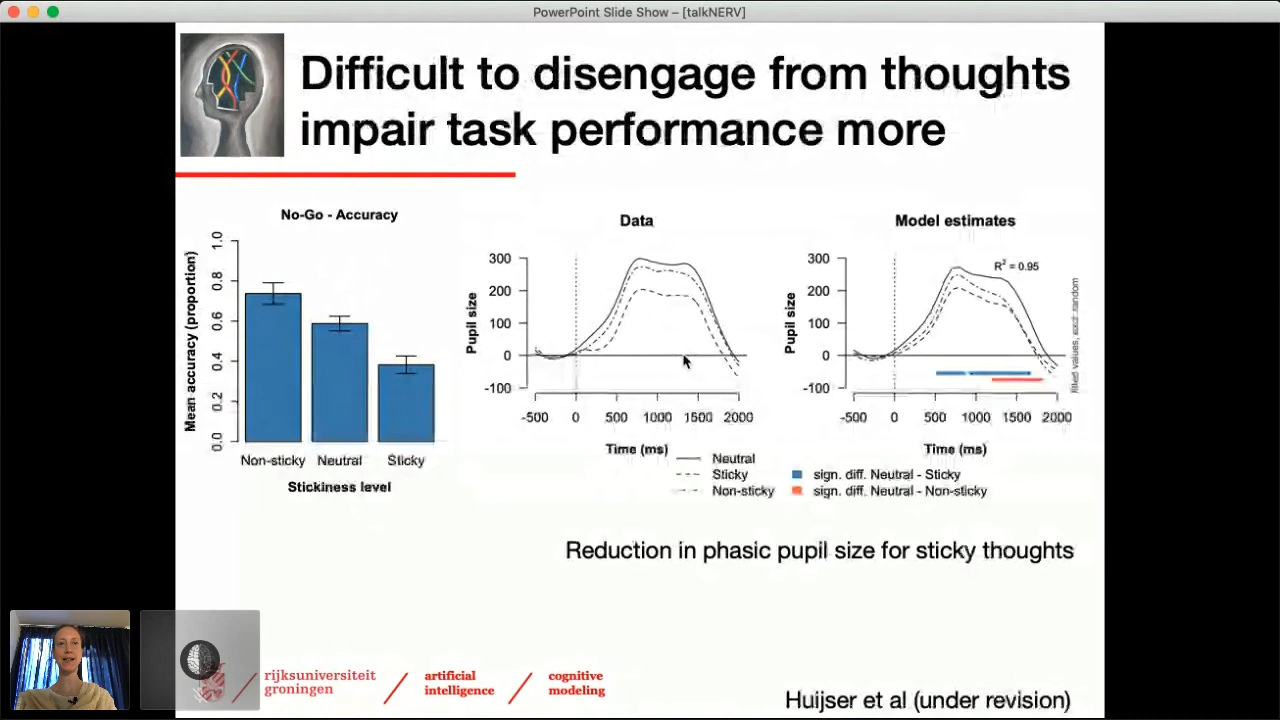 PowerPoint Slide Show – [talkNERV]
Difficult to disengage from thoughts
impair task performance more
No-Go - Accuracy
Mean accuracy (proportion)
1.0
0.8
0.6
0.4
0.2
0.0
Non-sticky Neutral Sticky
Stickiness level
Data
Pupil size
300
200
100
0
-100
-500 0 500 1000 1500 2000
Time (ms)
Neutral
Sticky
Non-sticky
Model estimates
R² = 0.95
Pupil size
300
200
100
0
-100
-500 0 500 1000 1500 2000
Time (ms)
fitted values, excl. random
sign. diff. Neutral - Sticky
sign. diff. Neutral - Non-sticky
Reduction in phasic pupil size for sticky thoughts
rijksuniversiteit
groningen
artificial
intelligence
cognitive
modeling
Huijser et al (under revision)